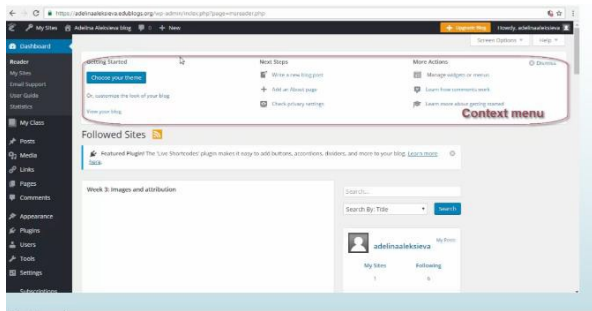 https://adelinaaleksieva.edublogs.org/wp-admin/index.php?page=msreader.php
My Sites Adelina Aleksieva blog 0 + New Upgrade Blog Howdy, adelinaaleksieva
Screen Options Help
Dashboard
Reader
My Sites
Email Support
User Guide
Statistics
My Class
Posts
Media
Links
Pages
Comments
Appearance
Plugins
Users
Tools
Settings
Subscriptions
Getting Started Next Steps More Actions Dismiss
Choose your theme Write a new blog post Manage widgets or menus
Or, customize the look of your blog Add an About page Learn how comments work
View your blog Check privacy settings Learn more about getting started
Context menu
Followed Sites
Featured Plugin! The 'Live Shortcodes' plugin makes it easy to add buttons, accordions, dividers, and more to your blog. Learn more
here.
Week 3: Images and attribution
Search...
Search By: Title Search
adelinaaleksieva My Posts
My Sites Following